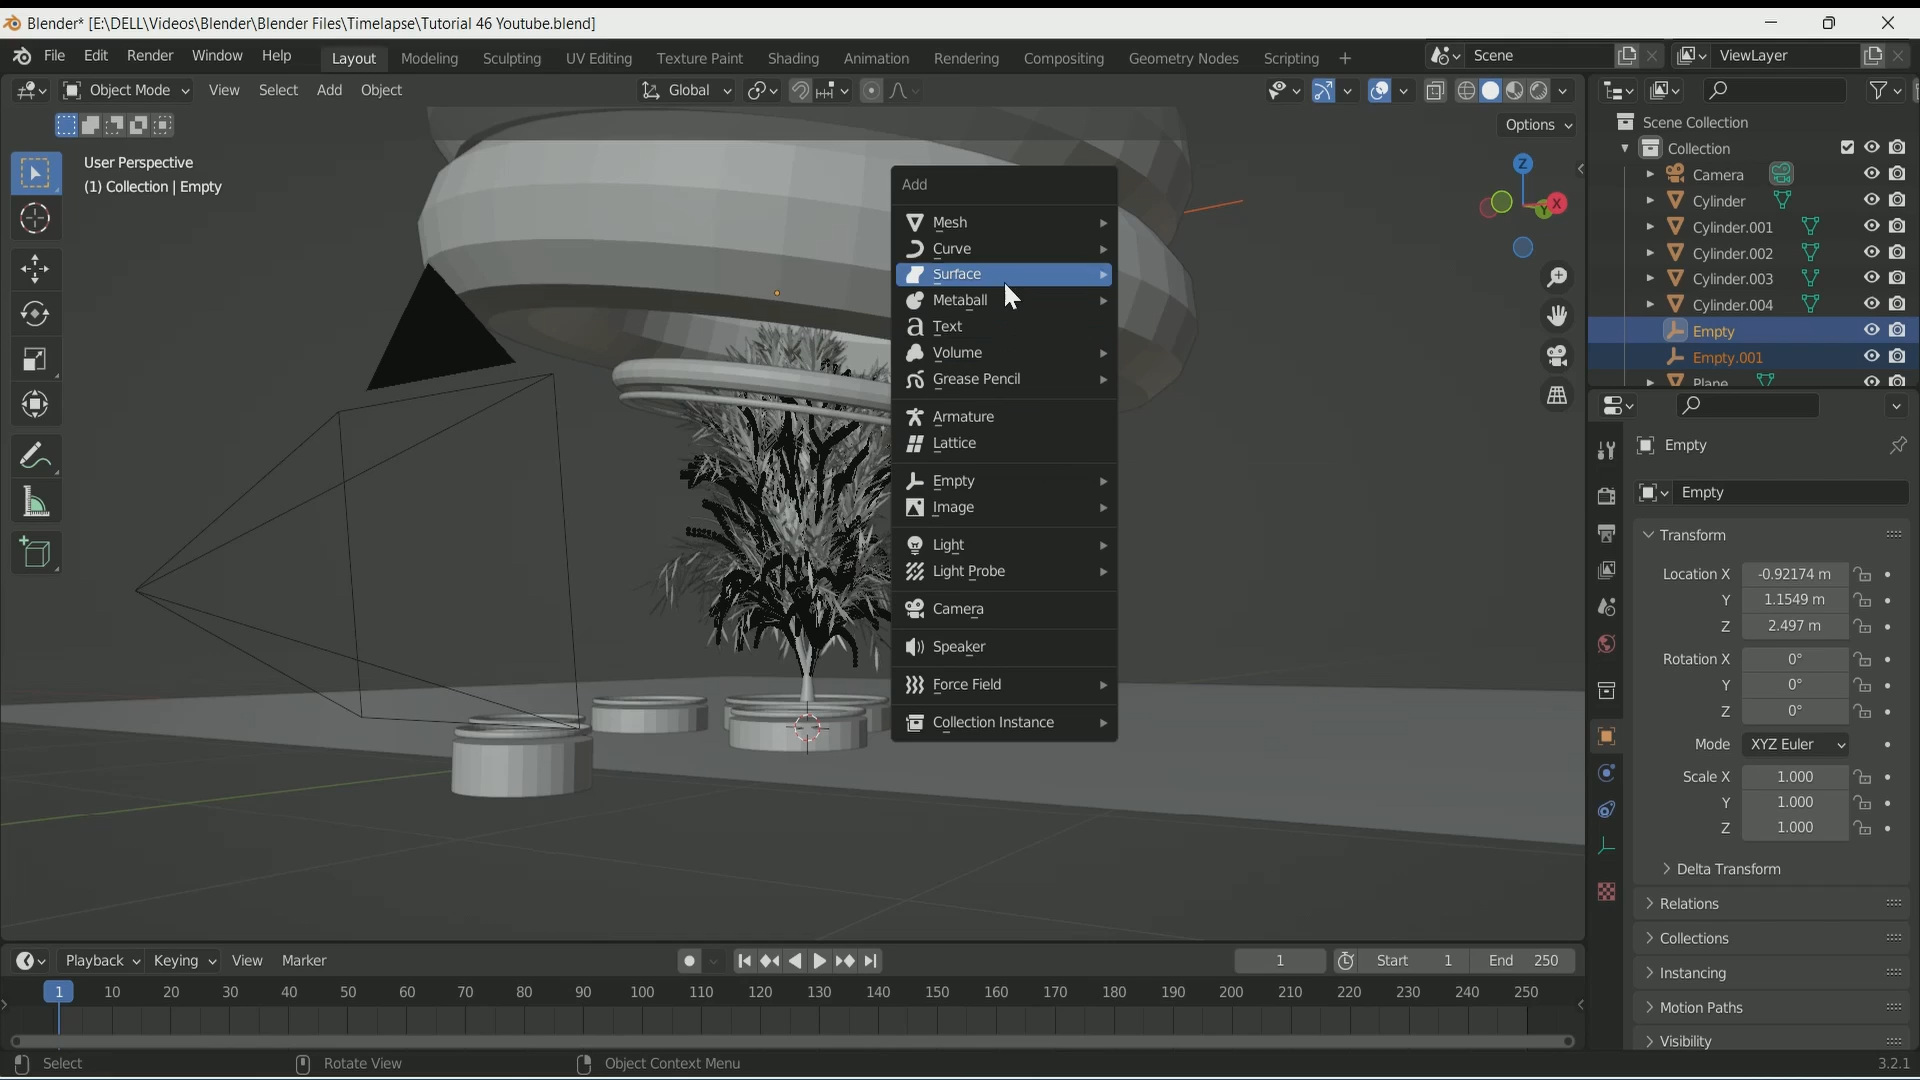 Blender* [E:\DELL\Videos\Blender\Blender Files\Timelapse\Tutorial 46 Youtube.blend]
File Edit Render Window Help Layout Modeling Sculpting UV Editing Texture Paint Shading Animation Rendering Compositing Geometry Nodes Scripting + Scene ViewLayer
Object Mode View Select Add Object Global
Options
User Perspective
(1) Collection | Empty
Z
Y
X
Add
Mesh
Curve
Surface
Metaball
Text
Volume
Grease Pencil
Armature
Lattice
Empty
Image
Light
Light Probe
Camera
Speaker
Force Field
Collection Instance
Scene Collection
Collection
Camera
Cylinder
Cylinder.001
Cylinder.002
Cylinder.003
Cylinder.004
Empty
Empty.001
Plane
Empty
Empty
Transform
Location X -0.92174 m
Y 1.1549 m
Z 2.497 m
Rotation X 0°
Y 0°
Z 0°
Mode XYZ Euler
Scale X 1.000
Y 1.000
Z 1.000
Delta Transform
Relations
Collections
Instancing
Motion Paths
Visibility
Playback Keying View Marker 1 Start 1 End 250
1 10 20 30 40 50 60 70 80 90 100 110 120 130 140 150 160 170 180 190 200 210 220 230 240 250
Select Rotate View Object Context Menu 3.2.1